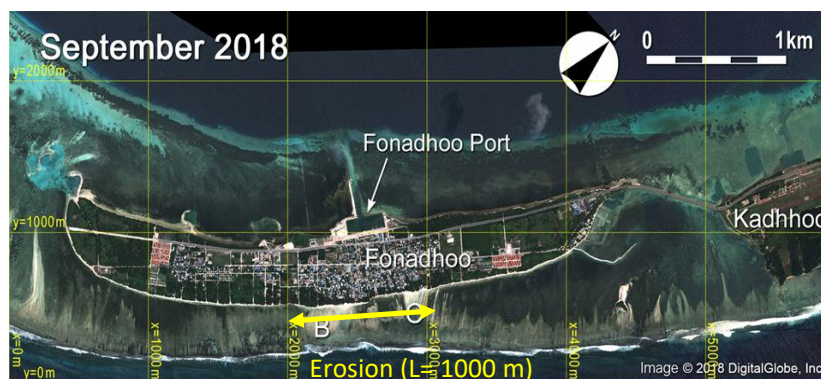 September 2018
N
0 1km
y=2000m
Fonadhoo Port
y=1000m
Kadhhoo
Fonadhoo
B C
x=0m
x=1000m
x=2000m
x=3000m
x=4000m
x=5000m
y=0m
Erosion (L= 1000 m)
Image © 2018 DigitalGlobe, Inc